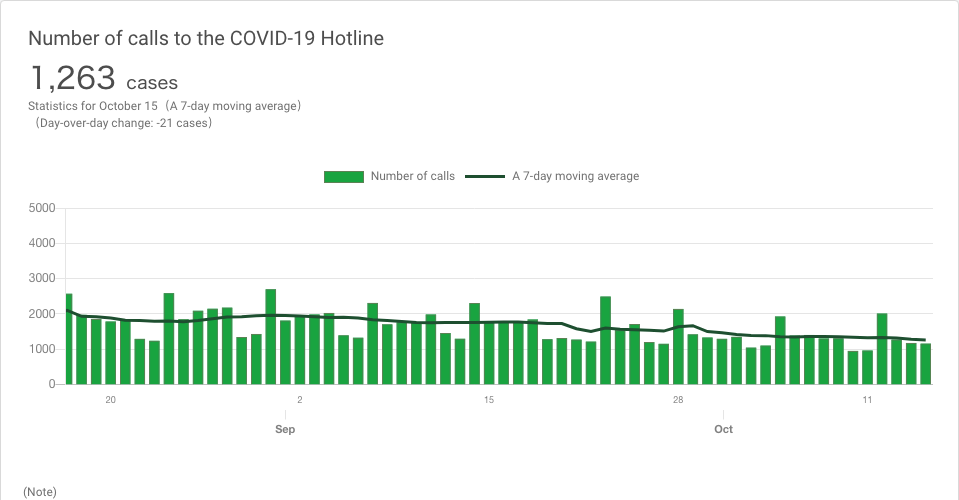 Number of calls to the COVID-19 Hotline
1,263 cases
Statistics for October 15（A 7-day moving average）
（Day-over-day change: -21 cases）
Number of calls A 7-day moving average
5000
4000
3000
2000
1000
0
20 2 15 28 11
Sep Oct
(Note)